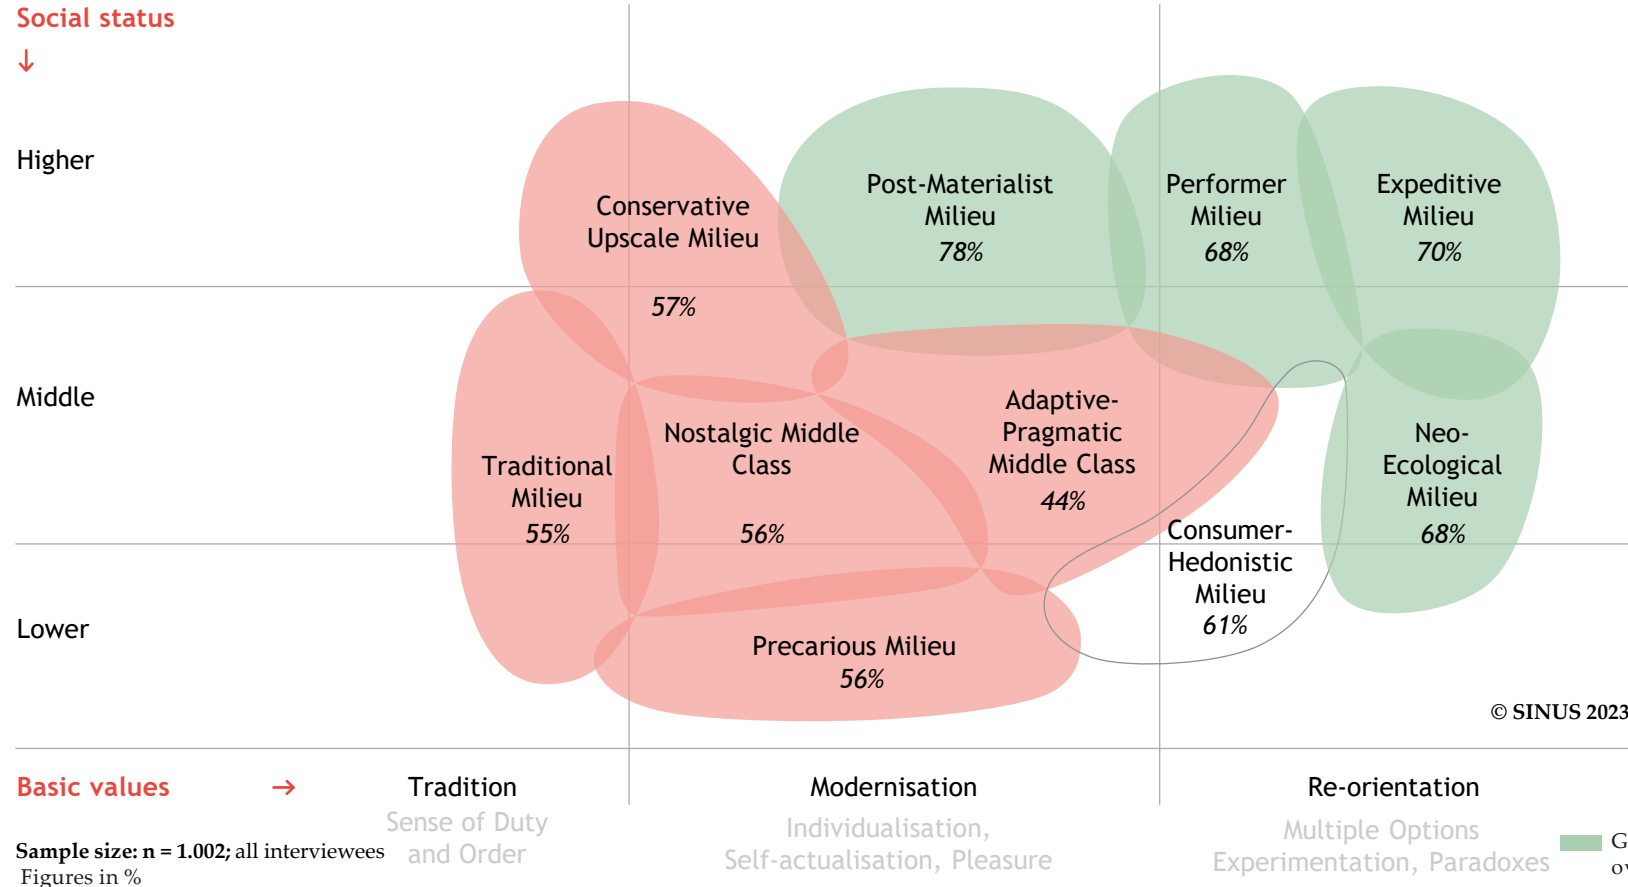 Social status
↓
Higher
Conservative
Upscale Milieu
57%
Post-Materialist
Milieu
78%
Performer
Milieu
68%
Expeditive
Milieu
70%
Middle
Traditional
Milieu
55%
Nostalgic Middle
Class
56%
Adaptive-
Pragmatic
Middle Class
44%
Neo-
Ecological
Milieu
68%
Consumer-
Hedonistic
Milieu
61%
Lower
Precarious Milieu
56%
© SINUS 2023
Basic values →
Tradition
Sense of Duty
and Order
Modernisation
Individualisation,
Self-actualisation, Pleasure
Re-orientation
Multiple Options
Experimentation, Paradoxes
Sample size: n = 1.002; all interviewees
Figures in %